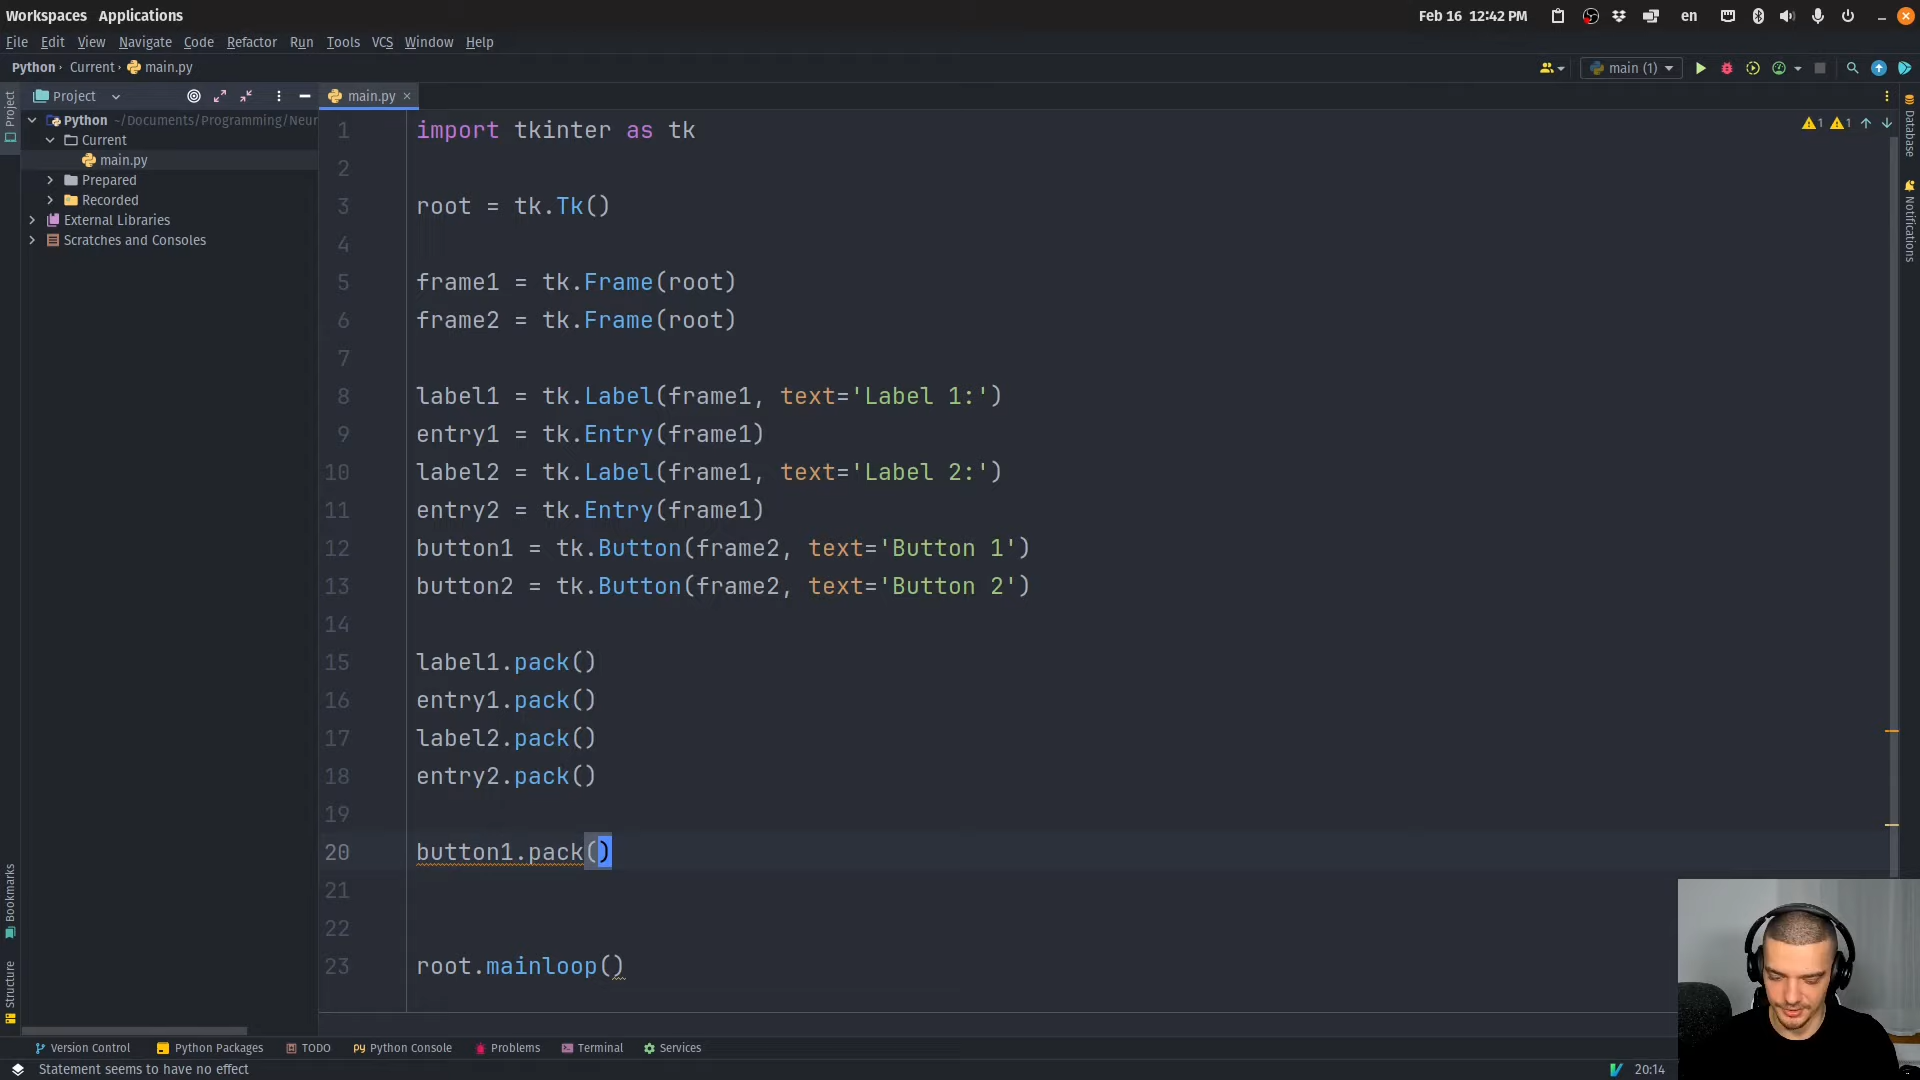 Workspaces Applications
Feb 16 12:42 PM
en
File Edit View Navigate Code Refactor Run Tools VCS Window Help
Python Current main.py
main (1)
Project
main.py
1 1
Python ~/Documents/Programming/Neur
Current
main.py
Prepared
Recorded
External Libraries
Scratches and Consoles
1 import tkinter as tk
2
3 root = tk.Tk()
4
5 frame1 = tk.Frame(root)
6 frame2 = tk.Frame(root)
7
8 label1 = tk.Label(frame1, text='Label 1:')
9 entry1 = tk.Entry(frame1)
10 label2 = tk.Label(frame1, text='Label 2:')
11 entry2 = tk.Entry(frame1)
12 button1 = tk.Button(frame2, text='Button 1')
13 button2 = tk.Button(frame2, text='Button 2')
14
15 label1.pack()
16 entry1.pack()
17 label2.pack()
18 entry2.pack()
19
20 button1.pack()
21
22
23 root.mainloop()
Project
Bookmarks
Structure
Database
Notifications
Version Control Python Packages TODO Python Console Problems Terminal Services
Statement seems to have no effect
20:14